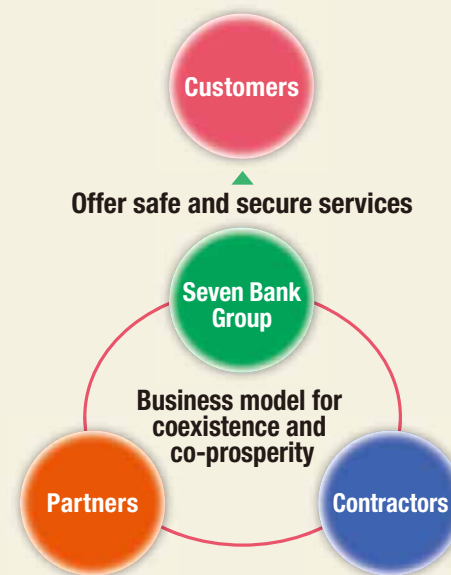 Customers
Offer safe and secure services
Seven Bank
Group
Business model for
coexistence and
co-prosperity
Partners
Contractors